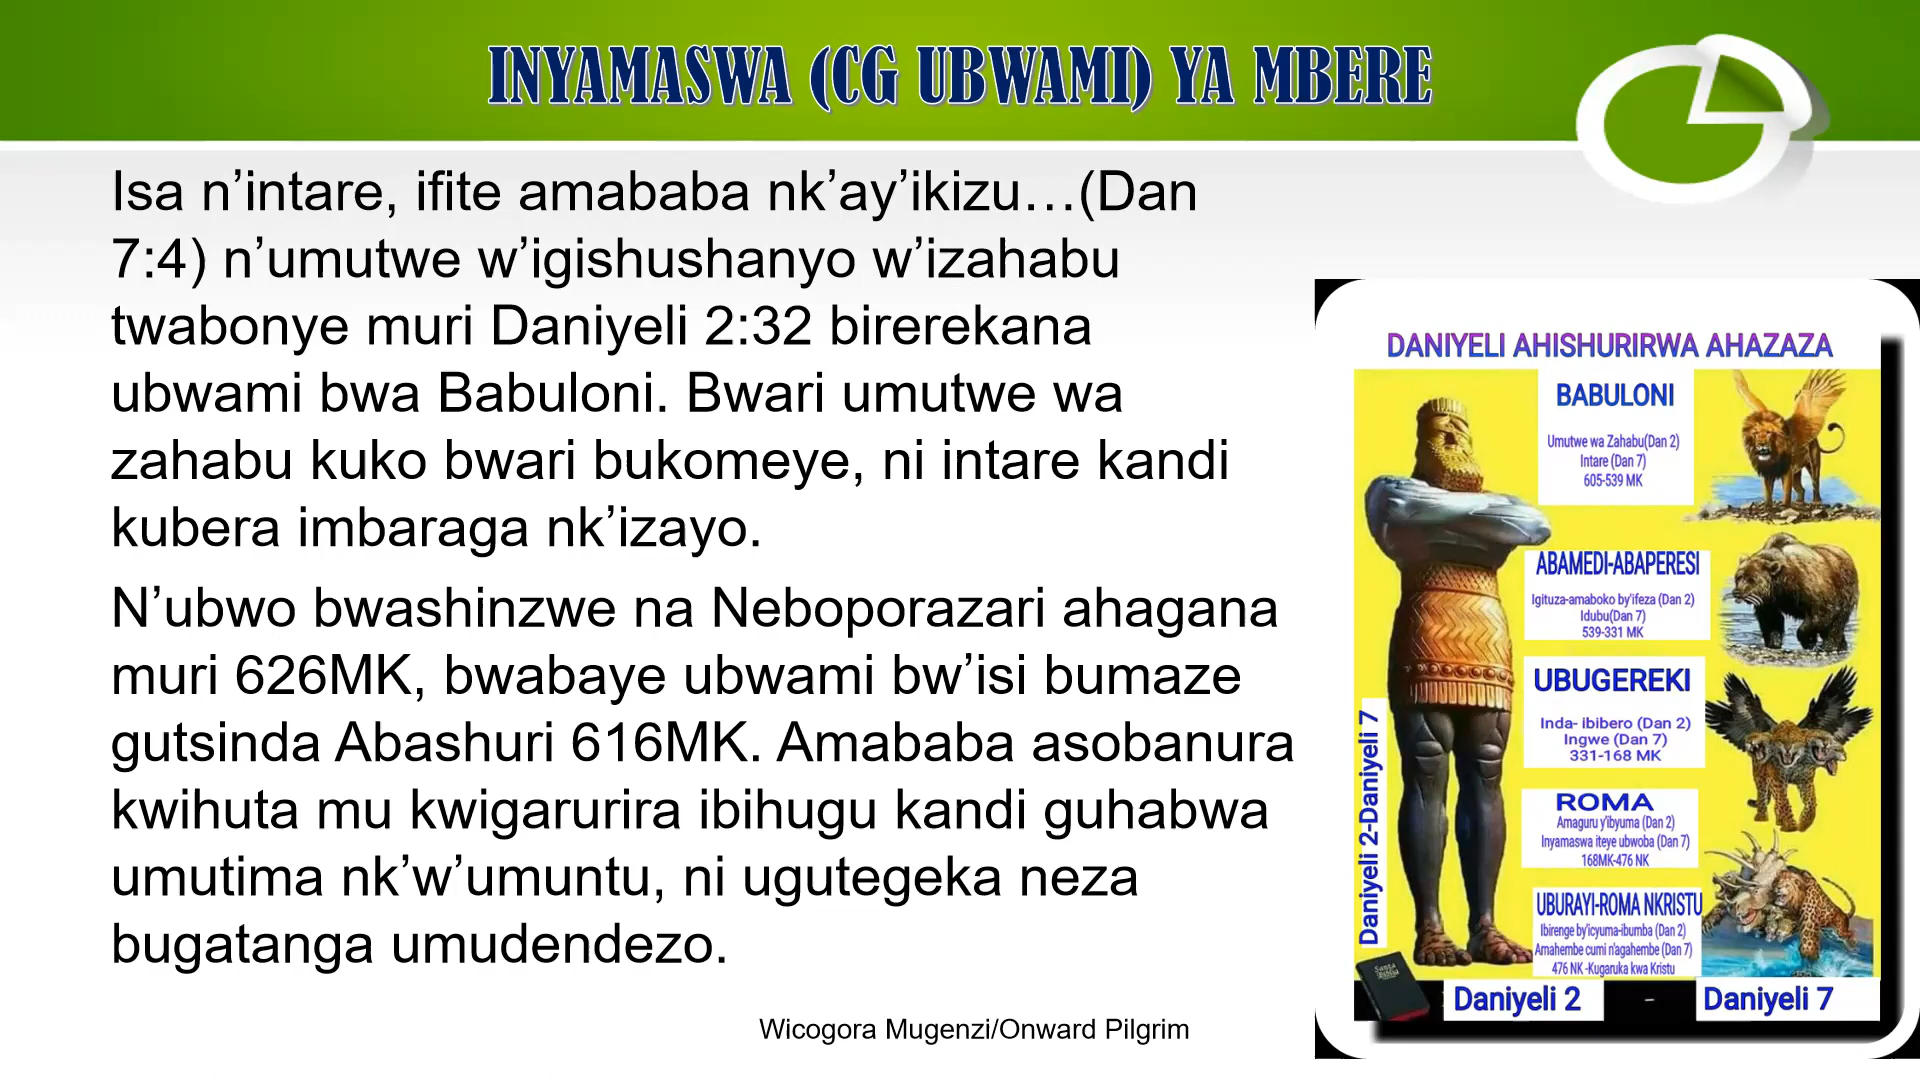 INYAMASWA (CG UBWAMI) YA MBERE
Isa n’intare, ifite amababa nk’ay’ikizu…(Dan
7:4) n’umutwe w’igishushanyo w’izahabu
twabonye muri Daniyeli 2:32 birerekana
ubwami bwa Babuloni. Bwari umutwe wa
zahabu kuko bwari bukomeye, ni intare kandi
kubera imbaraga nk’izayo.
N’ubwo bwashinzwe na Neboporazari ahagana
muri 626MK, bwabaye ubwami bw’isi bumaze
gutsinda Abashuri 616MK. Amababa asobanura
kwihuta mu kwigarurira ibihugu kandi guhabwa
umutima nk’w’umuntu, ni ugutegeka neza
bugatanga umudendezo.
DANIYELI AHISHURIRWA AHAZAZA
BABULONI
Umutwe wa Zahabu(Dan 2)
Intare (Dan 7)
605-539 MK
ABAMEDI-ABAPERESI
Igituza-amaboko by'ifeza (Dan 2)
Idubu(Dan 7)
539-331 MK
UBUGEREKI
Inda- ibibero (Dan 2)
Ingwe (Dan 7)
331-168 MK
ROMA
Amaguru y'ibyuma (Dan 2)
Inyamaswa iteye ubwoba (Dan 7)
168MK-476 NK
UBURAYI-ROMA NKRISTU
Ibirenge by'icyuma-ibumba (Dan 2)
Amahembe cumi n'agahembe (Dan 7)
476 NK -Kugaruka kwa Kristu
Daniyeli 2-Daniyeli 7
Santa
Biblia
Daniyeli 2 - Daniyeli 7
Wicogora Mugenzi/Onward Pilgrim